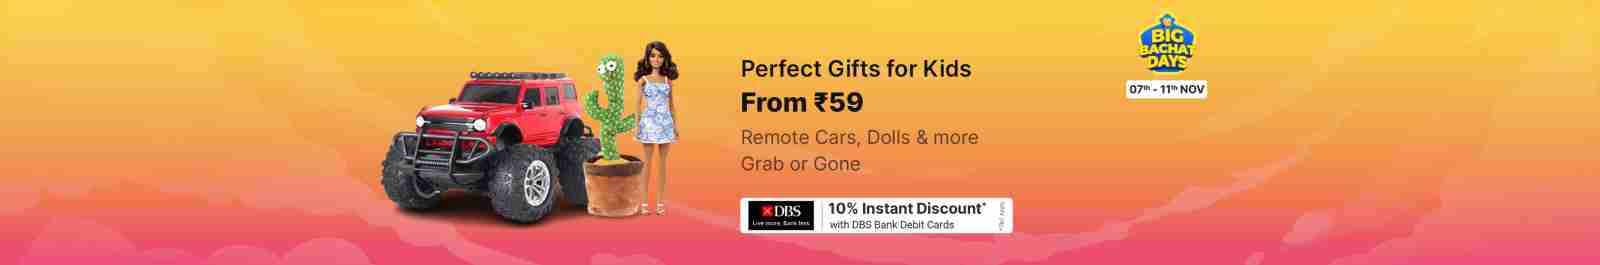 BIG
BACHAT
DAYS
07th - 11th NOV
Perfect Gifts for Kids
From ₹59
Remote Cars, Dolls & more
Grab or Gone
DBS
Live more, Bank less
10% Instant Discount*
with DBS Bank Debit Cards